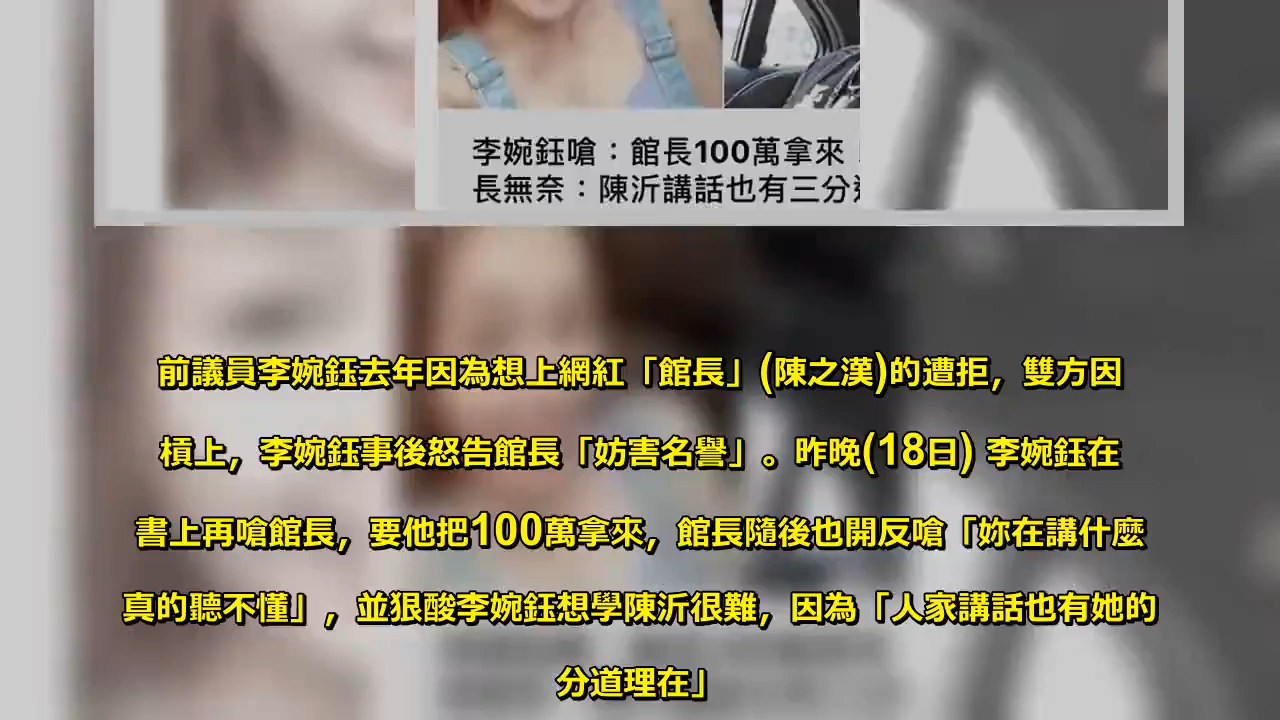 李婉鈺嗆：館長100萬拿來
長無奈：陳沂講話也有三分
前議員李婉鈺去年因為想上網紅「館長」(陳之漢)的遭拒，雙方因
槓上，李婉鈺事後怒告館長「妨害名譽」。昨晚(18日) 李婉鈺在
書上再嗆館長，要他把100萬拿來，館長隨後也開反嗆「妳在講什麼
真的聽不懂」，並狠酸李婉鈺想學陳沂很難，因為「人家講話也有她的
分道理在」